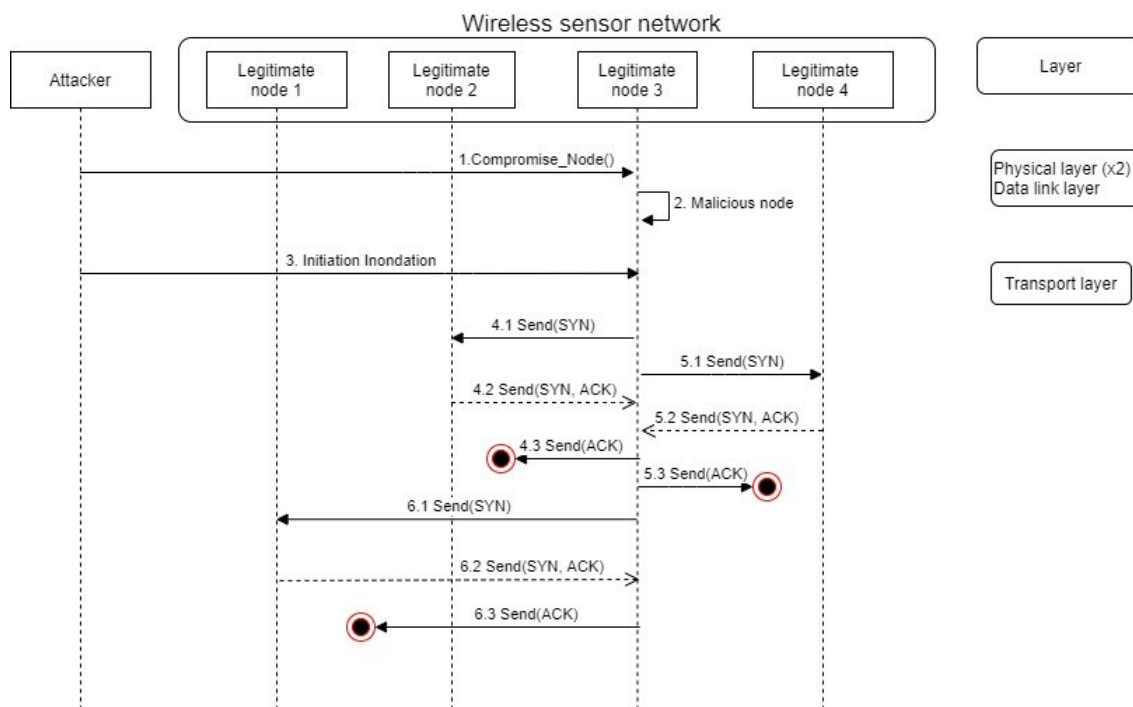 Wireless sensor network
Attacker
Legitimate
node 1
Legitimate
node 2
Legitimate
node 3
Legitimate
node 4
Layer
1.Compromise_Node()
Physical layer (x2)
Data link layer
2. Malicious node
3. Initiation Inondation
Transport layer
4.1 Send(SYN)
5.1 Send(SYN)
4.2 Send(SYN, ACK)
5.2 Send(SYN, ACK)
4.3 Send(ACK)
5.3 Send(ACK)
6.1 Send(SYN)
6.2 Send(SYN, ACK)
6.3 Send(ACK)